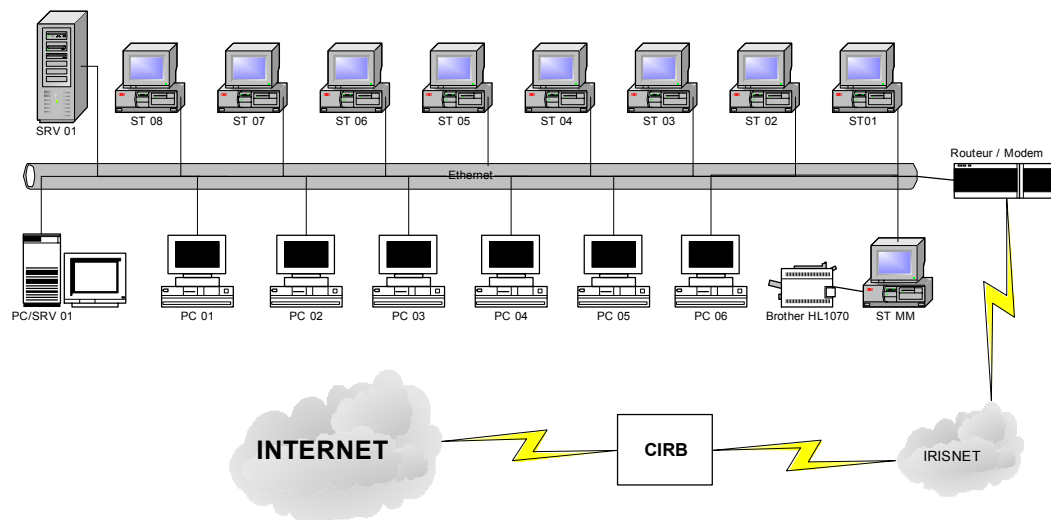 SRV 01
ST 08
ST 07
ST 06
ST 05
ST 04
ST 03
ST 02
ST01
Routeur / Modem
Ethernet
PC/SRV 01
PC 01
PC 02
PC 03
PC 04
PC 05
PC 06
Brother HL1070
ST MM
INTERNET
CIRB
IRISNET